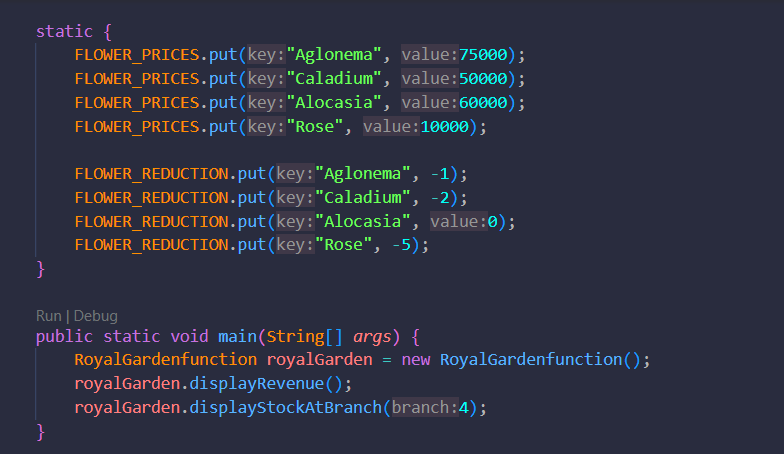 static {
FLOWER_PRICES.put(key:"Aglonema", value:75000);
FLOWER_PRICES.put(key:"Caladium", value:50000);
FLOWER_PRICES.put(key:"Alocasia", value:60000);
FLOWER_PRICES.put(key:"Rose", value:10000);
FLOWER_REDUCTION.put(key:"Aglonema", -1);
FLOWER_REDUCTION.put(key:"Caladium", -2);
FLOWER_REDUCTION.put(key:"Alocasia", value:0);
FLOWER_REDUCTION.put(key:"Rose", -5);
}
Run | Debug
public static void main(String[] args) {
RoyalGardenfunction royalGarden = new RoyalGardenfunction();
royalGarden.displayRevenue();
royalGarden.displayStockAtBranch(branch:4);
}